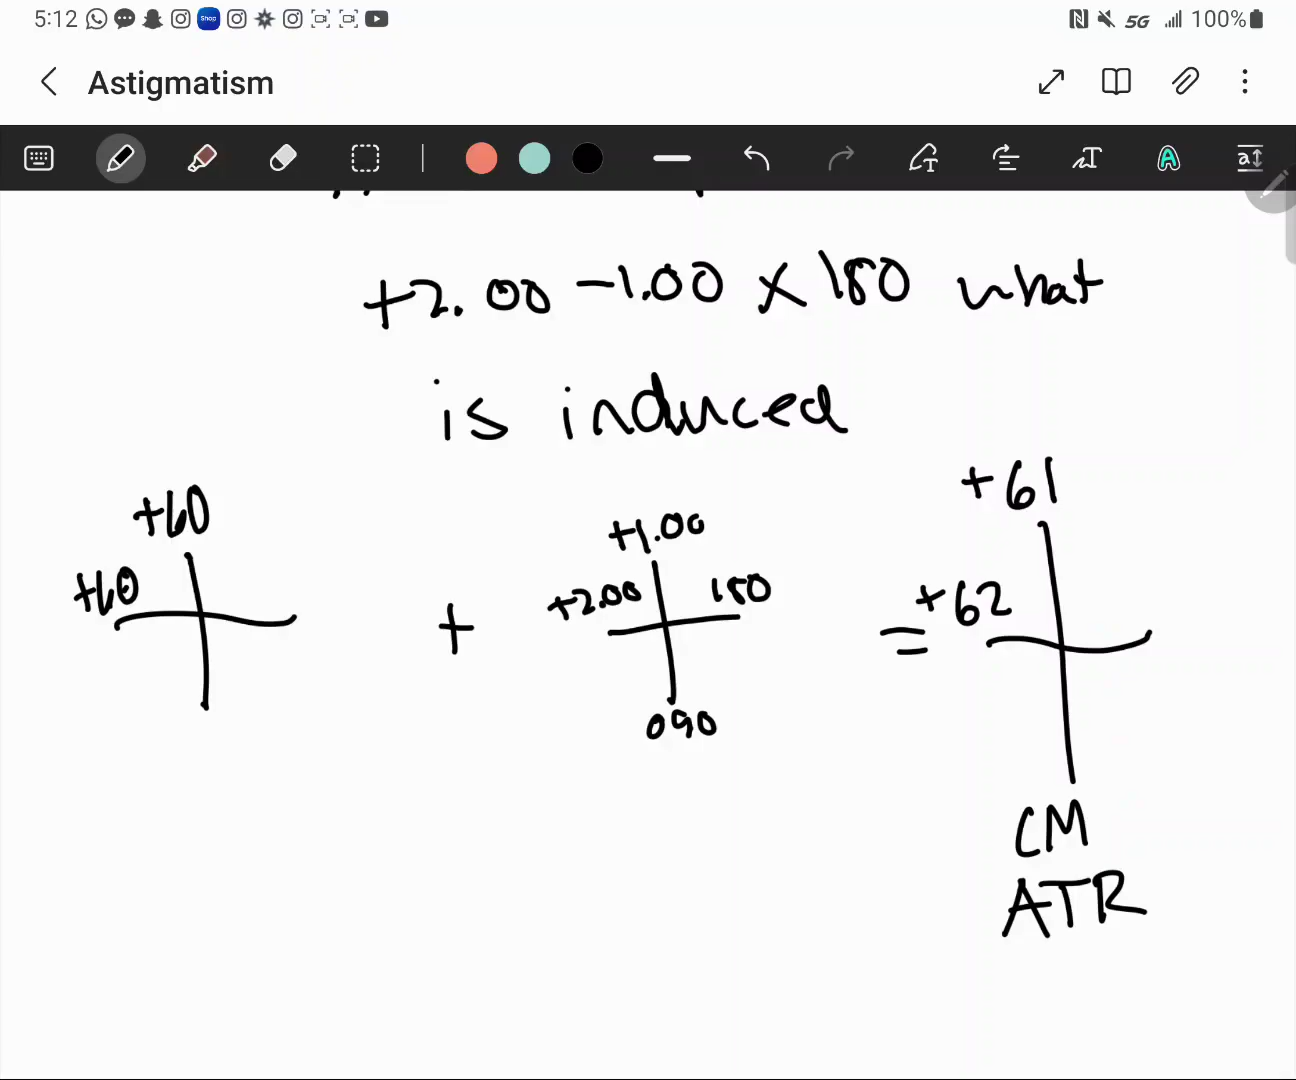 5:12 Shop 5G 100%
Astigmatism
+2.00 -1.00 x 180 what
is induced
+60
+60
+
+1.00
+2.00 180
090
=
+61
+62
CM
ATR